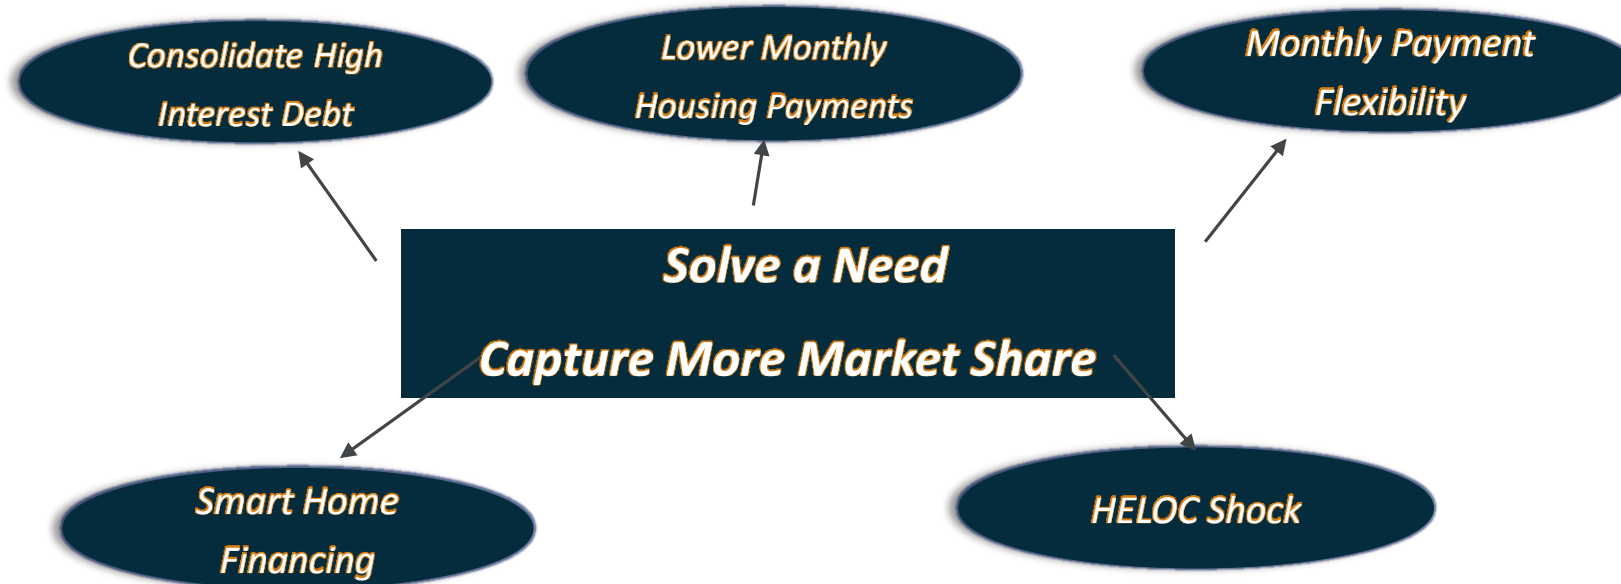 Consolidate High
Interest Debt
Lower Monthly
Housing Payments
Monthly Payment
Flexibility
Solve a Need
Capture More Market Share
Smart Home
Financing
HELOC Shock